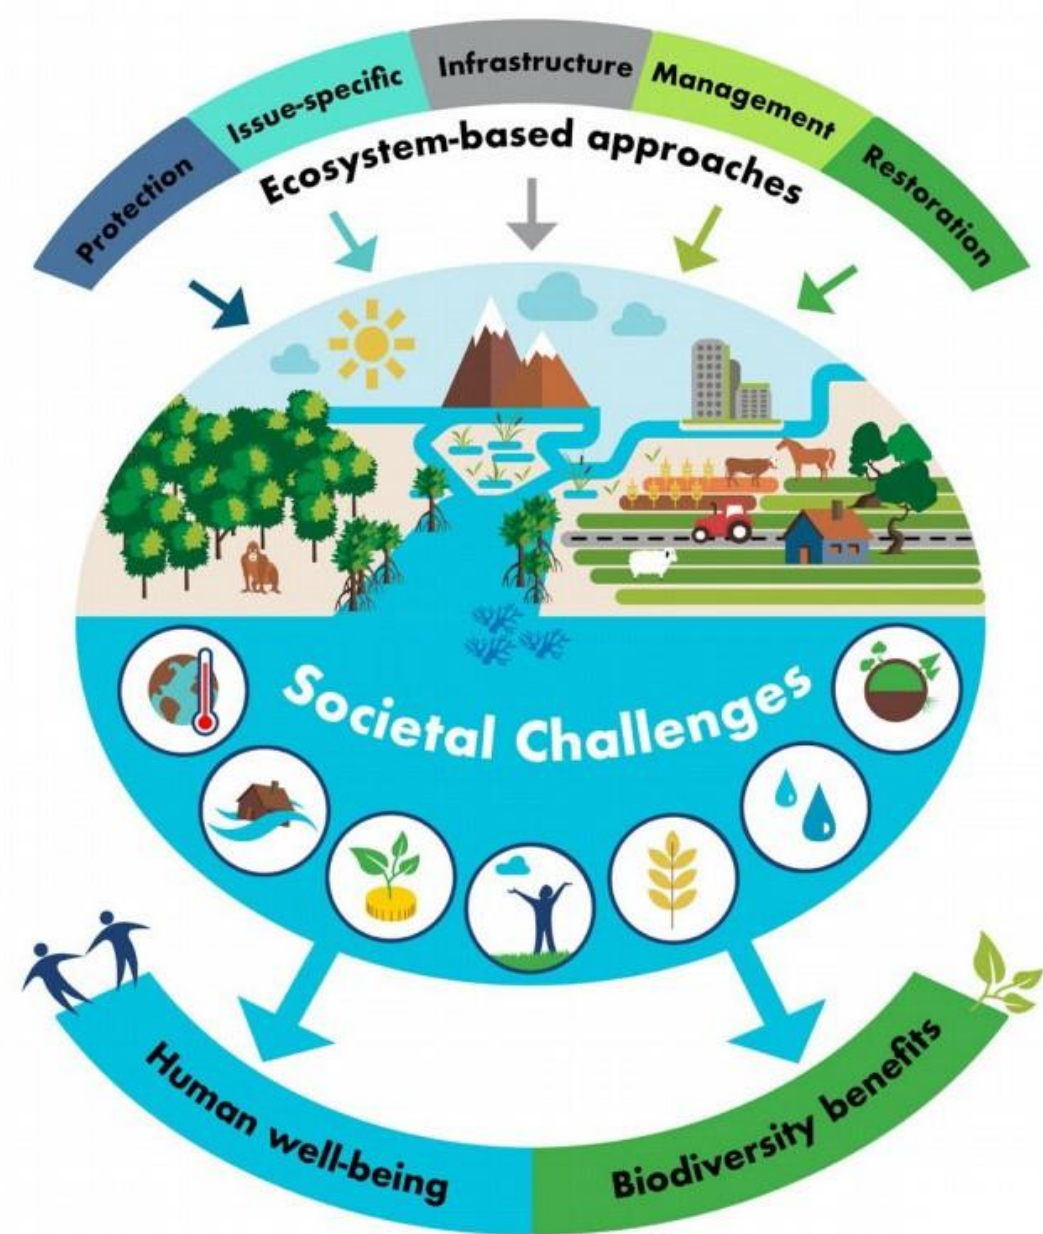 Protection
Issue-specific
Infrastructure
Management
Restoration
Ecosystem-based approaches
Societal Challenges
Human well-being
Biodiversity benefits